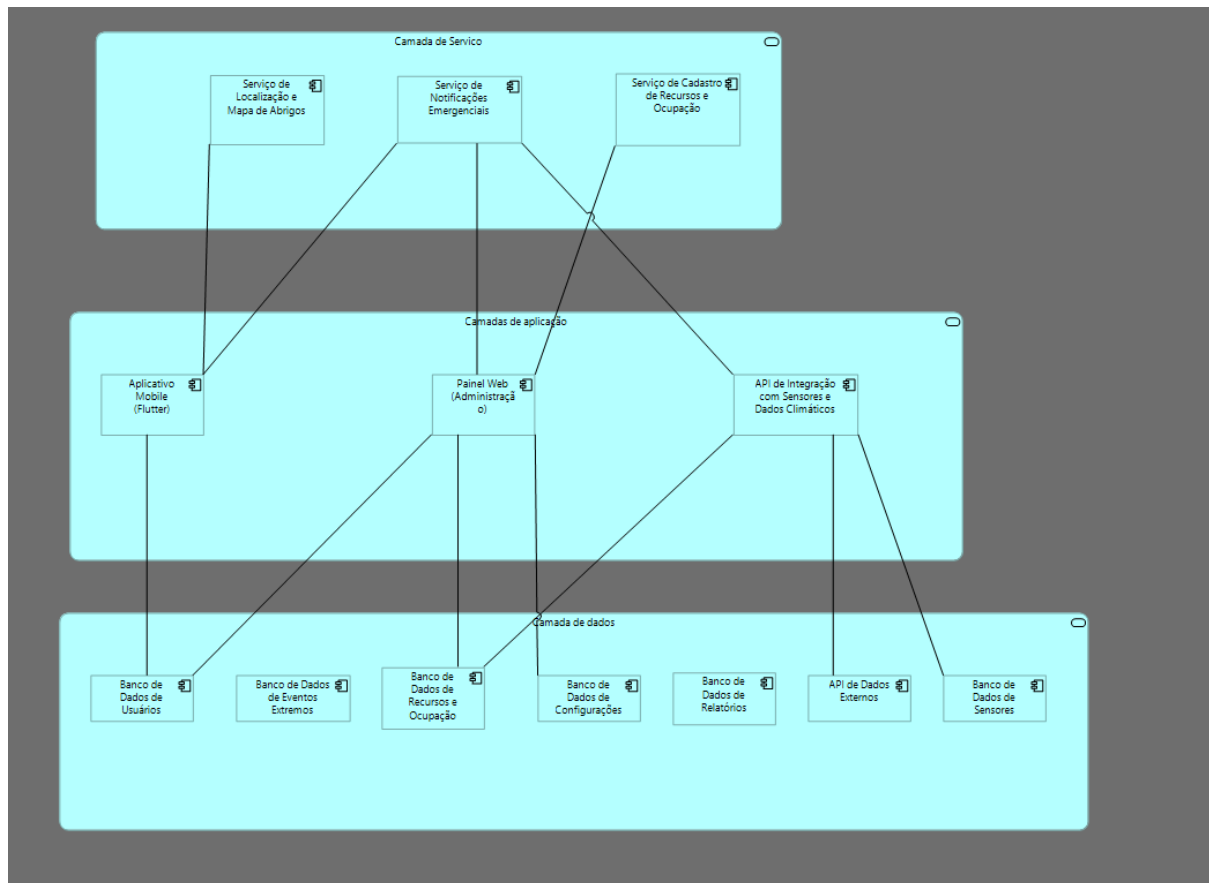 Camada de Servico
Serviço de
Localização e
Mapa de Abrigos
Serviço de
Notificações
Emergenciais
Serviço de Cadastro
de Recursos e
Ocupação
Camadas de aplicação
Aplicativo
Mobile
(Flutter)
Painel Web
(Administraçã
o)
API de Integração
com Sensores e
Dados Climáticos
Camada de dados
Banco de
Dados de
Usuários
Banco de Dados
de Eventos
Extremos
Banco de
Dados de
Recursos e
Ocupação
Banco de
Dados de
Configurações
Banco de
Dados de
Relatórios
API de Dados
Externos
Banco de
Dados de
Sensores